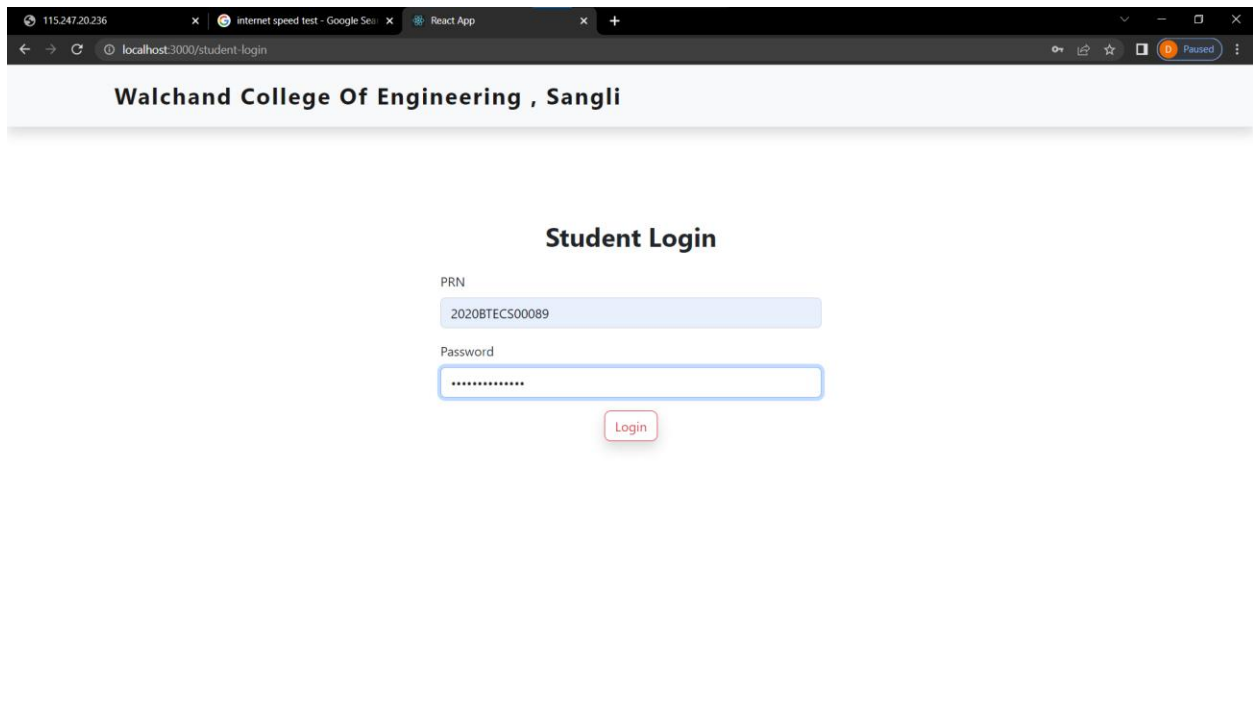 115.247.20.236
internet speed test - Google Sea
React App
localhost:3000/student-login
D Paused
Walchand College Of Engineering , Sangli
Student Login
PRN
2020BTECS00089
Password
••••••••••••••
Login